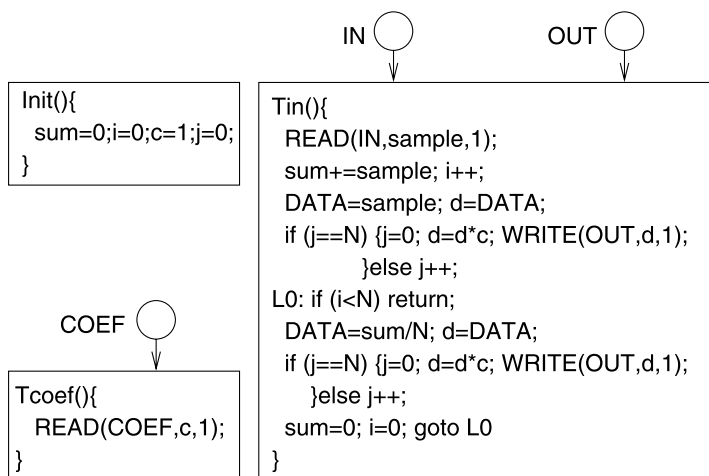 IN
OUT
Init(){
sum=0;i=0;c=1;j=0;
}
Tin(){
READ(IN,sample,1);
sum+=sample; i++;
DATA=sample; d=DATA;
if (j==N) {j=0; d=d*c; WRITE(OUT,d,1);
}else j++;
L0: if (i<N) return;
DATA=sum/N; d=DATA;
if (j==N) {j=0; d=d*c; WRITE(OUT,d,1);
}else j++;
sum=0; i=0; goto L0
}
COEF
Tcoef(){
READ(COEF,c,1);
}